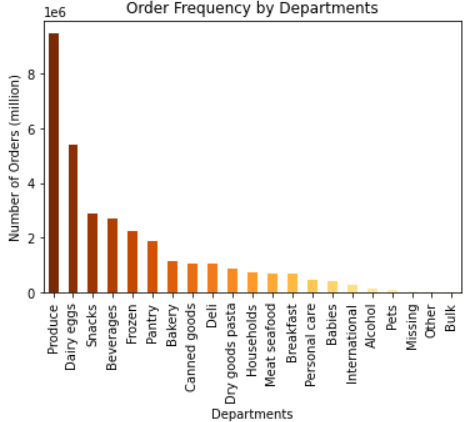 Order Frequency by Departments
1e6
8
6
4
2
0
Number of Orders (million)
Produce
Dairy eggs
Snacks
Beverages
Frozen
Pantry
Bakery
Canned goods
Deli
Dry goods pasta
Households
Meat seafood
Breakfast
Personal care
Babies
International
Alcohol
Pets
Missing
Other
Bulk
Departments